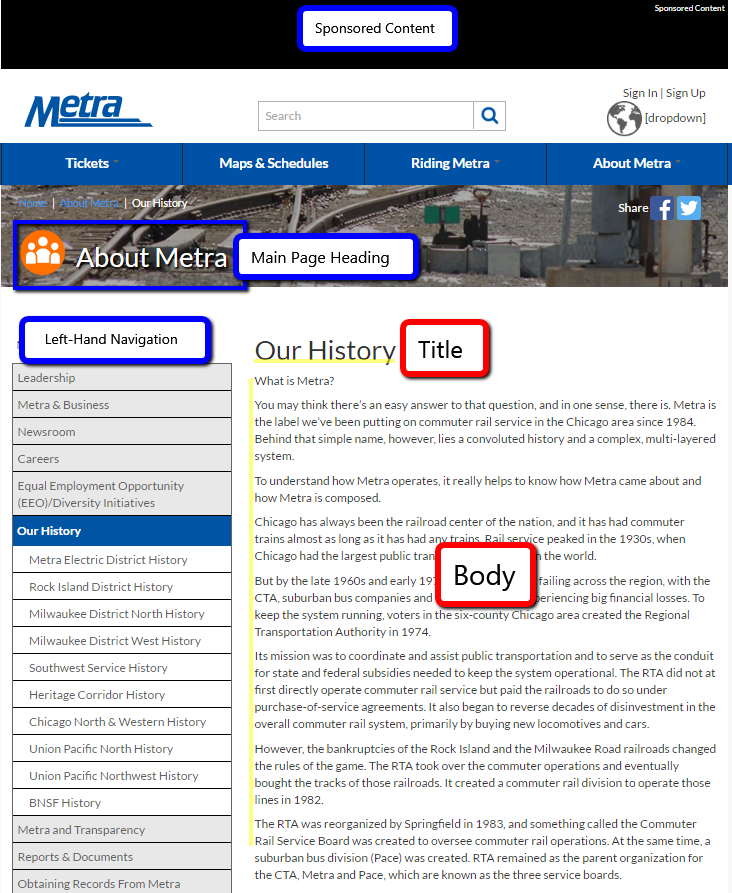 Sponsored Content
Sponsored Content
Metra
Search
Sign In | Sign Up
[dropdown]
Tickets
Maps & Schedules
Riding Metra
About Metra
Home | About Metra | Our History
Share
About Metra
Main Page Heading
Left-Hand Navigation
Leadership
Metra & Business
Newsroom
Careers
Equal Employment Opportunity
(EEO)/Diversity Initiatives
Our History
Metra Electric District History
Rock Island District History
Milwaukee District North History
Milwaukee District West History
Southwest Service History
Heritage Corridor History
Chicago North & Western History
Union Pacific North History
Union Pacific Northwest History
BNSF History
Metra and Transparency
Reports & Documents
Obtaining Records From Metra
Our History
Title
What is Metra?
You may think there's an easy answer to that question, and in one sense, there is. Metra is
the label we've been putting on commuter rail service in the Chicago area since 1984.
Behind that simple name, however, lies a convoluted history and a complex, multi-layered
system.
To understand how Metra operates, it really helps to know how Metra came about and
how Metra is composed.
Chicago has always been the railroad center of the nation, and it has had commuter
trains almost as long as it has had any trains. Rail service peaked in the 1930s, when
Chicago had the largest public in the world.
Body
But by the late 1960s and early failing across the region, with the
CTA, suburban bus companies and big financial losses. To
keep the system running, voters in the six-county Chicago area created the Regional
Transportation Authority in 1974.
Its mission was to coordinate and assist public transportation and to serve as the conduit
for state and federal subsidies needed to keep the system operational. The RTA did not at
first directly operate commuter rail service but paid the railroads to do so under
purchase-of-service agreements. It also began to reverse decades of disinvestment in the
overall commuter rail system, primarily by buying new locomotives and cars.
However, the bankruptcies of the Rock Island and the Milwaukee Road railroads changed
the rules of the game. The RTA took over the commuter operations and eventually
bought the tracks of those railroads. It created a commuter rail division to operate those
lines in 1982.
The RTA was reorganized by Springfield in 1983, and something called the Commuter
Rail Service Board was created to oversee commuter rail operations. At the same time, a
suburban bus division (Pace) was created. RTA remained as the parent organization for
the CTA, Metra and Pace, which are known as the three service boards.